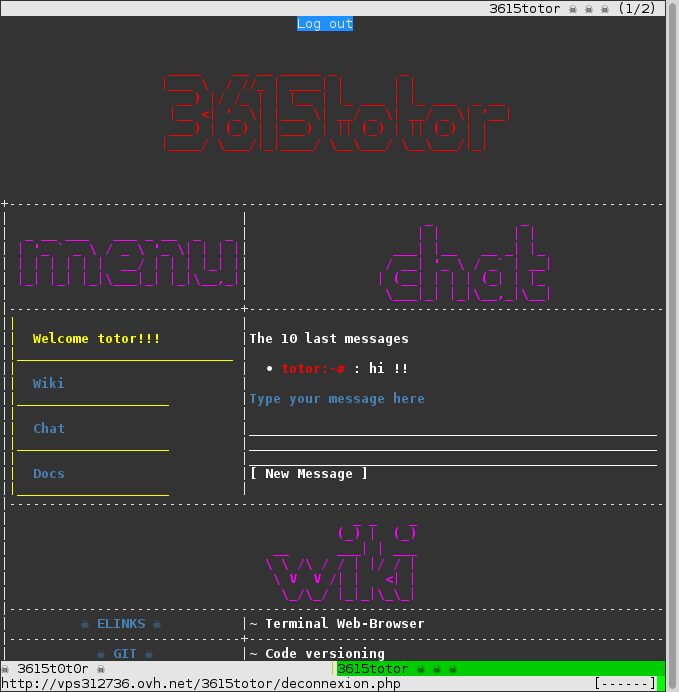 3615totor ☠ ☠ ☠ (1/2)
Log out
3615totor
menu
chat
Welcome totor!!!
Wiki
Chat
Docs
The 10 last messages
• totor:~# : hi !!
Type your message here
[ New Message ]
wiki
☠ ELINKS ☠ |~ Terminal Web-Browser
☠ GIT ☠ |~ Code versioning
☠ 3615tOtOr ☠
3615totor ☠ ☠ ☠
http://vps312736.ovh.net/3615totor/deconnexion.php [------]